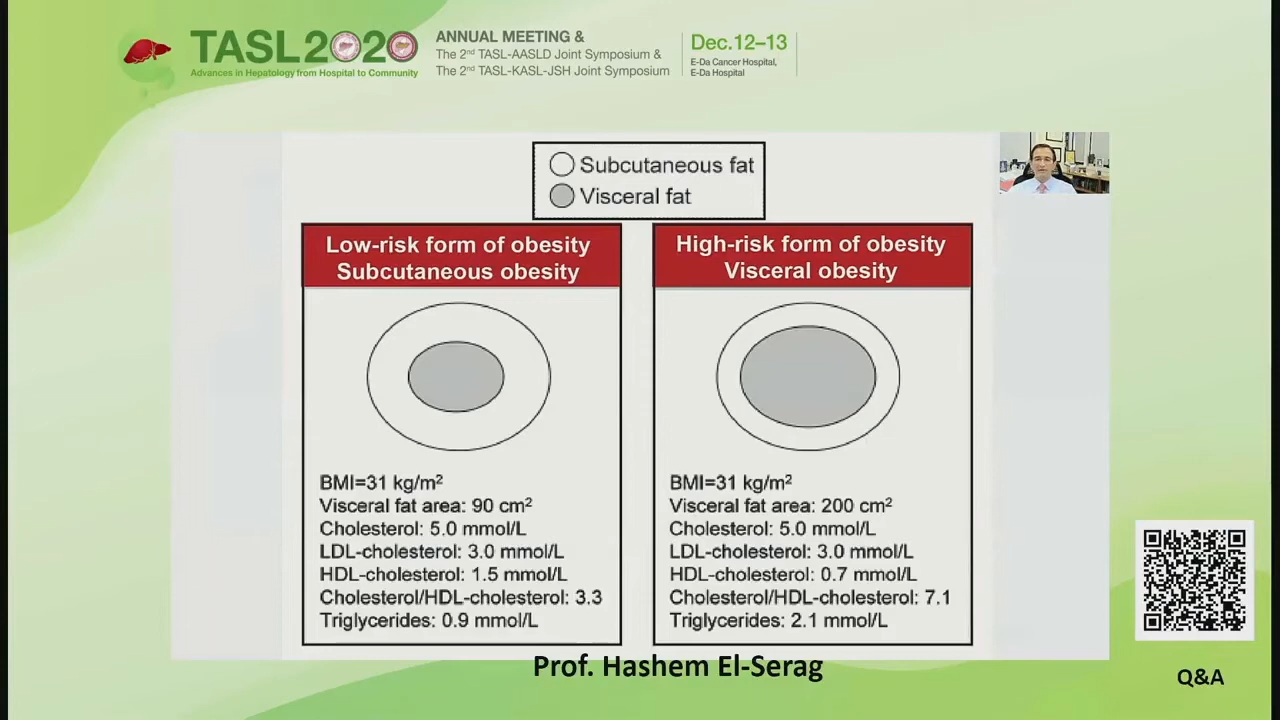 TASL2020
Advances in Hepatology from Hospital to Community
ANNUAL MEETING &
The 2nd TASL-AASLD Joint Symposium &
The 2nd TASL-KASL-JSH Joint Symposium
Dec.12–13
E-Da Cancer Hospital,
E-Da Hospital
Subcutaneous fat
Visceral fat
Low-risk form of obesity
Subcutaneous obesity
BMI=31 kg/m²
Visceral fat area: 90 cm²
Cholesterol: 5.0 mmol/L
LDL-cholesterol: 3.0 mmol/L
HDL-cholesterol: 1.5 mmol/L
Cholesterol/HDL-cholesterol: 3.3
Triglycerides: 0.9 mmol/L
High-risk form of obesity
Visceral obesity
BMI=31 kg/m²
Visceral fat area: 200 cm²
Cholesterol: 5.0 mmol/L
LDL-cholesterol: 3.0 mmol/L
HDL-cholesterol: 0.7 mmol/L
Cholesterol/HDL-cholesterol: 7.1
Triglycerides: 2.1 mmol/L
Prof. Hashem El-Serag
Q&A